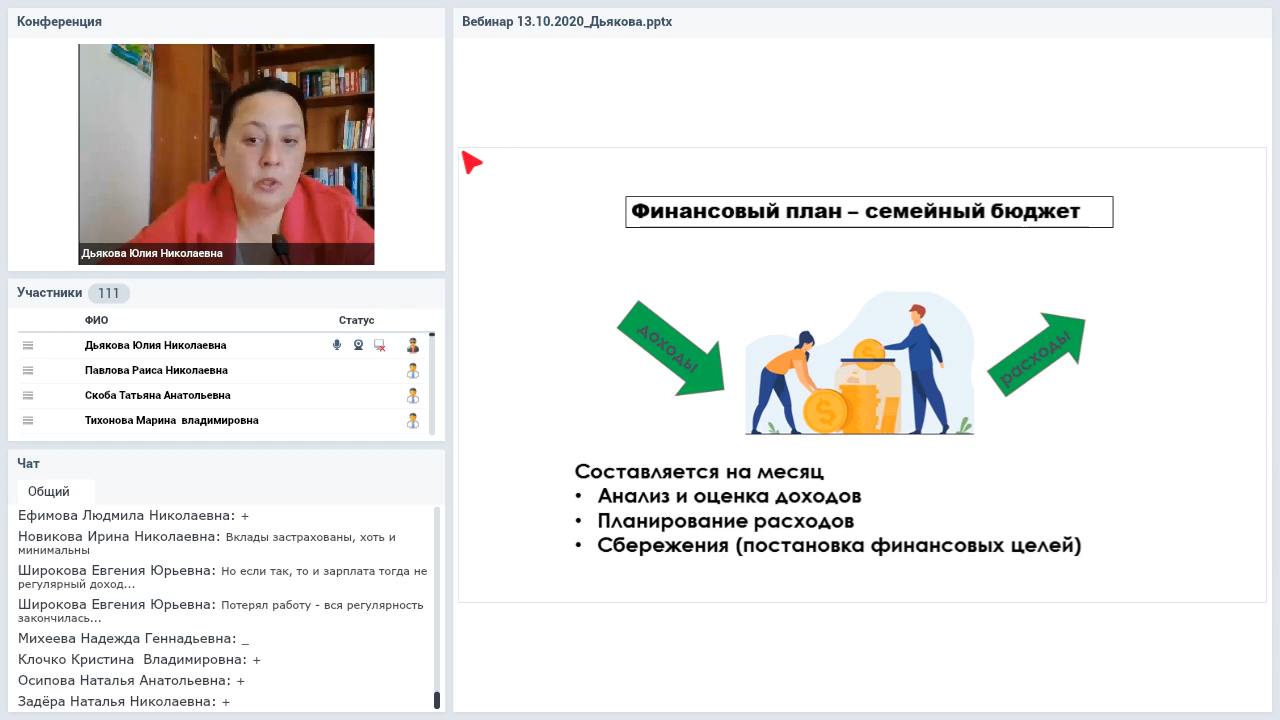 Конференция
Дьякова Юлия Николаевна
Участники 111
ФИО Статус
Дьякова Юлия Николаевна
Павлова Раиса Николаевна
Скоба Татьяна Анатольевна
Тихонова Марина владимировна
Чат
Общий
Ефимова Людмила Николаевна: +
Новикова Ирина Николаевна: Вклады застрахованы, хоть и
минимальны
Широкова Евгения Юрьевна: Но если так, то и зарплата тогда не
регулярный доход...
Широкова Евгения Юрьевна: Потерял работу - вся регулярность
закончилась...
Михеева Надежда Геннадьевна: _
Клочко Кристина Владимировна: +
Осипова Наталья Анатольевна: +
Задёра Наталья Николаевна: +
Вебинар 13.10.2020_Дьякова.pptx
Финансовый план – семейный бюджет
доходы
расходы
Составляется на месяц
• Анализ и оценка доходов
• Планирование расходов
• Сбережения (постановка финансовых целей)